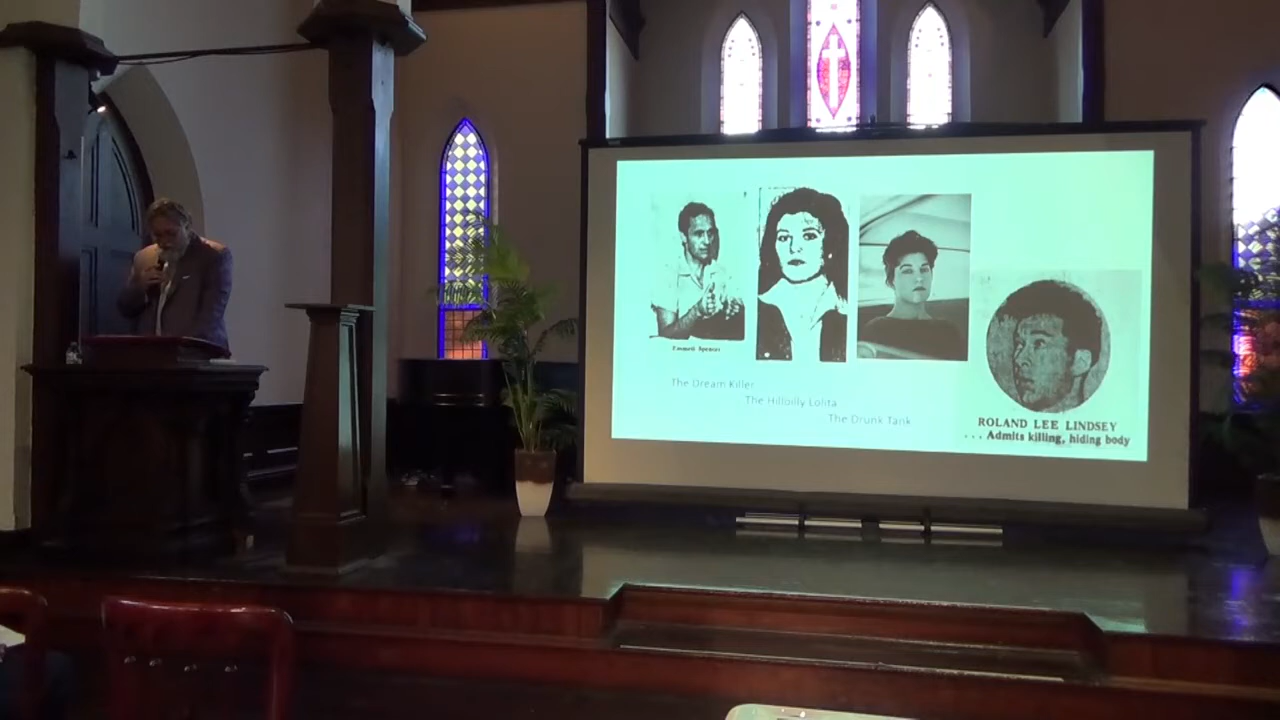 Emmett Spencer
The Dream Killer
The Hillbilly Lolita
The Drunk Tank
ROLAND LEE LINDSEY
. . . Admits killing, hiding body